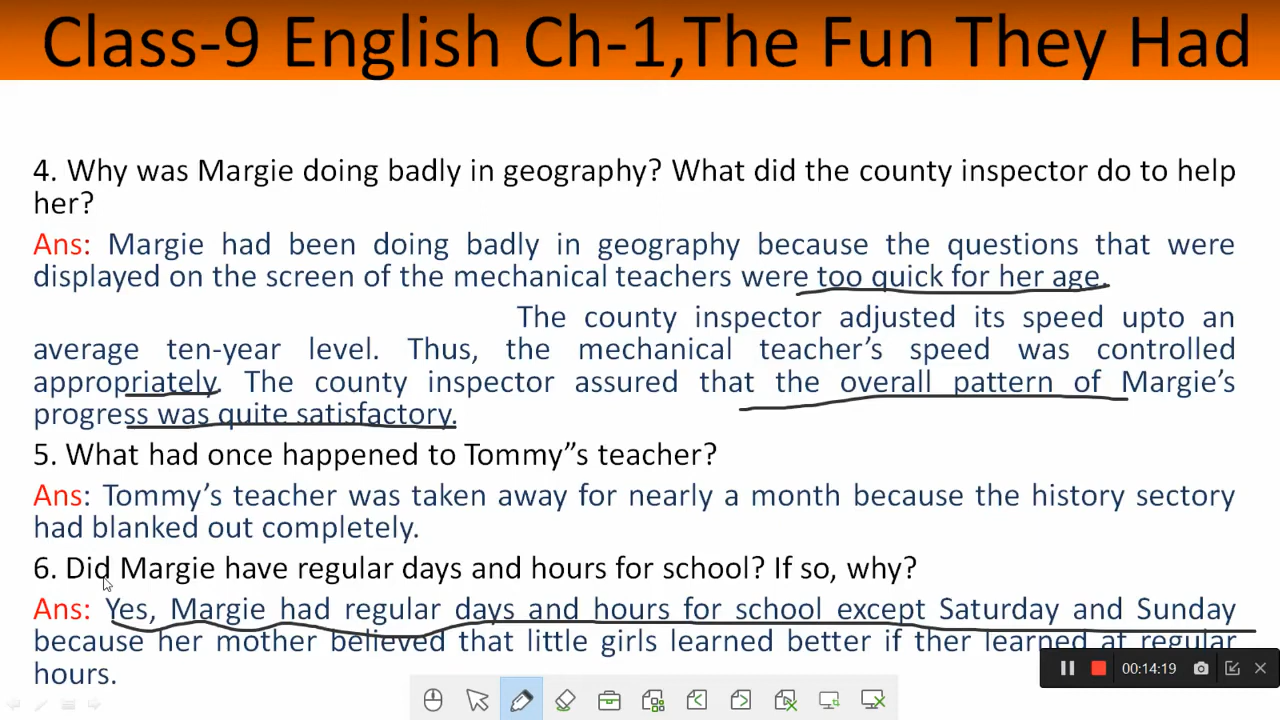 Class-9 English Ch-1,The Fun They Had
4. Why was Margie doing badly in geography? What did the county inspector do to help
her?
Ans: Margie had been doing badly in geography because the questions that were
displayed on the screen of the mechanical teachers were too quick for her age.
The county inspector adjusted its speed upto an
average ten-year level. Thus, the mechanical teacher’s speed was controlled
appropriately. The county inspector assured that the overall pattern of Margie’s
progress was quite satisfactory.
5. What had once happened to Tommy”s teacher?
Ans: Tommy’s teacher was taken away for nearly a month because the history sectory
had blanked out completely.
6. Did Margie have regular days and hours for school? If so, why?
Ans: Yes, Margie had regular days and hours for school except Saturday and Sunday
because her mother believed that little girls learned better if ther learned at regular
hours.
00:14:19